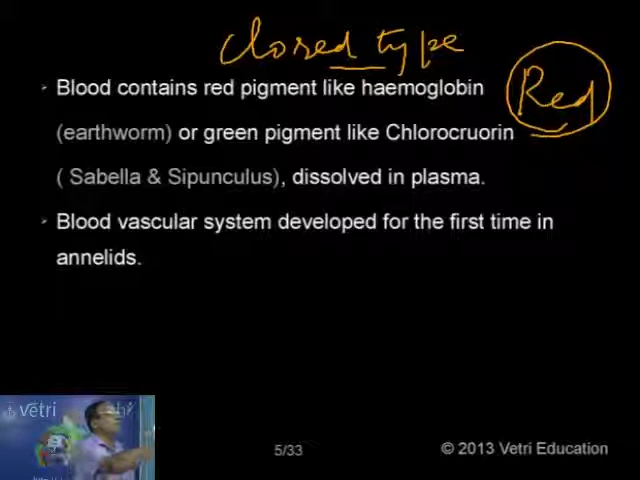 Closed type
Red
Blood contains red pigment like haemoglobin
(earthworm) or green pigment like Chlorocruorin
( Sabella & Sipunculus), dissolved in plasma.
Blood vascular system developed for the first time in
annelids.
vetri
5/33
© 2013 Vetri Education